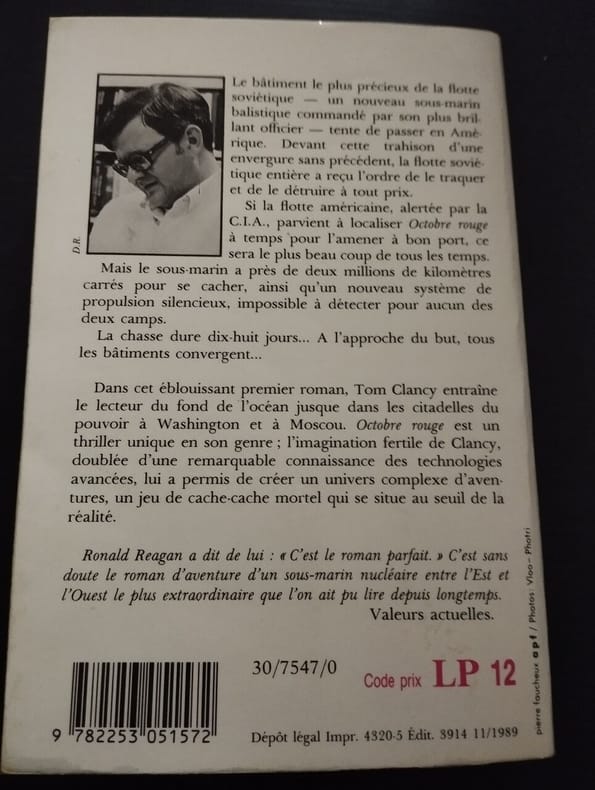 Le bâtiment le plus précieux de la flotte
soviétique — un nouveau sous-marin
balistique commandé par son plus bril-
lant officier — tente de passer en Amé-
rique. Devant cette trahison d'une
envergure sans précédent, la flotte sovié-
tique entière a reçu l'ordre de le traquer
et de le détruire à tout prix.
Si la flotte américaine, alertée par la
C.I.A., parvient à localiser Octobre rouge
à temps pour l'amener à bon port, ce
sera le plus beau coup de tous les temps.
D.R.
Mais le sous-marin a près de deux millions de kilomètres
carrés pour se cacher, ainsi qu'un nouveau système de
propulsion silencieux, impossible à détecter pour aucun des
deux camps.
La chasse dure dix-huit jours... A l'approche du but, tous
les bâtiments convergent...
Dans cet éblouissant premier roman, Tom Clancy entraîne
le lecteur du fond de l'océan jusque dans les citadelles du
pouvoir à Washington et à Moscou. Octobre rouge est un
thriller unique en son genre ; l'imagination fertile de Clancy,
doublée d'une remarquable connaissance des technologies
avancées, lui a permis de créer un univers complexe d'aven-
tures, un jeu de cache-cache mortel qui se situe au seuil de la
réalité.
Ronald Reagan a dit de lui : « C'est le roman parfait. » C'est sans
doute le roman d'aventure d'un sous-marin nucléaire entre l'Est et
l'Ouest le plus extraordinaire que l'on ait pu lire depuis longtemps.
Valeurs actuelles.
pierre faucheux apf / Photos: Vloo - Photri
30/7547/0
Code prix LP 12
9 782253 051572
Dépôt légal Impr. 4320-5 Édit. 3914 11/1989